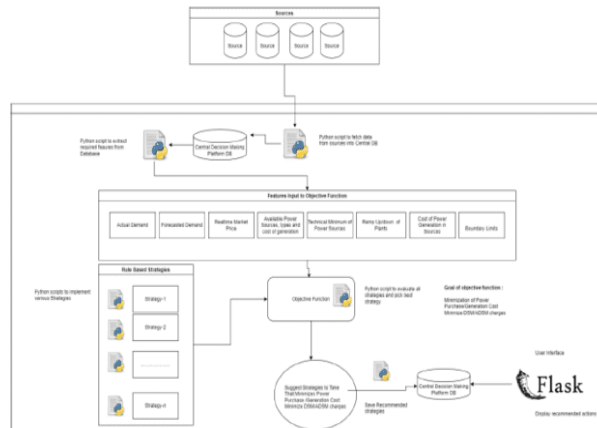 Sources
Source
Source
Source
Source
Python script to extract
required features from
Database
Central Decision Making
Platform DB
Python script to fetch data
from sources into Central DB
Features Input to Objective Function
Actual Demand
Forecasted Demand
Realtime Market
Price
Available Power
Sources, types and
cost of generation
Technical Minimum of
Power Sources
Ramp Up/down of
Plants
Cost of Power
Generation in
sources
Boundary Limits
Rule Based Strategies
Python scripts to implement
various Strategies
Strategy-1
Strategy-2
Strategy-n
Objective Function
Python script to evaluate all
strategies and pick best
strategy
Goal of objective function :
Minimization of Power
Purchase/Generation Cost
Minimize DSM charges
Suggest Strategies to Take
That Minimize Power
Purchase /Generation Cost
Minimize charges
Save Recommended
strategies
Central Decision Making
Platform DB
User Interface
Flask
Display recommended actions